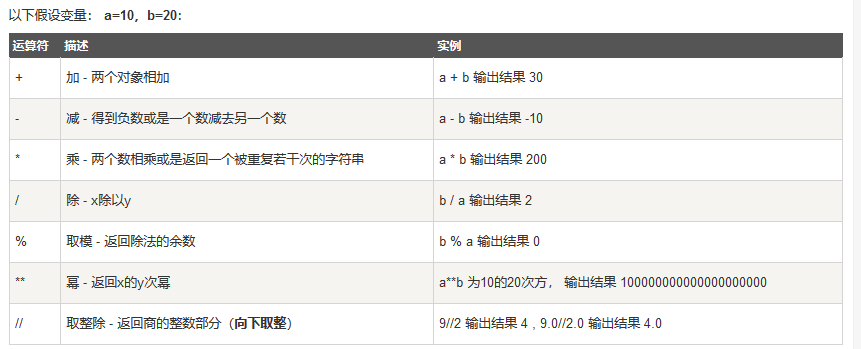 以下假设变量： a=10，b=20：
运算符 描述 实例
+ 加 - 两个对象相加 a + b 输出结果 30
- 减 - 得到负数或是一个数减去另一个数 a - b 输出结果 -10
* 乘 - 两个数相乘或是返回一个被重复若干次的字符串 a * b 输出结果 200
/ 除 - x除以y b / a 输出结果 2
% 取模 - 返回除法的余数 b % a 输出结果 0
** 幂 - 返回x的y次幂 a**b 为10的20次方， 输出结果 100000000000000000000
// 取整除 - 返回商的整数部分（向下取整） 9//2 输出结果 4 , 9.0//2.0 输出结果 4.0